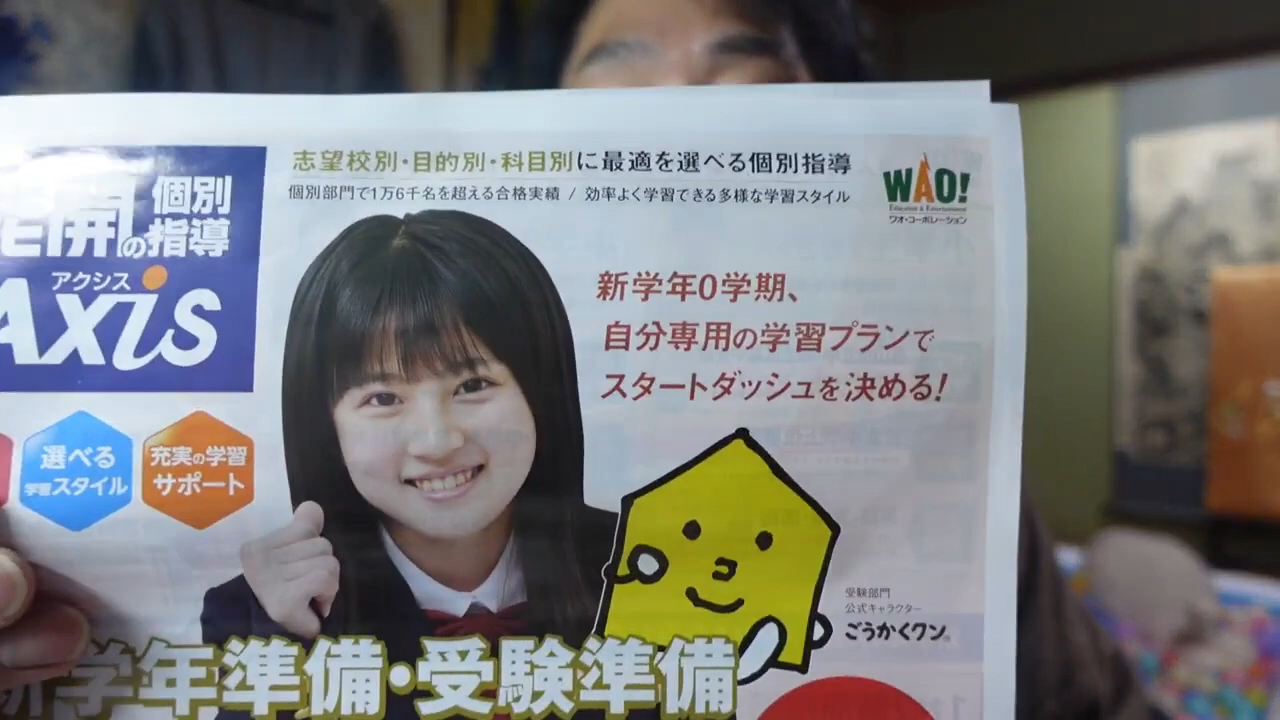 志望校別・目的別・科目別に最適を選べる個別指導
個別部門で1万6千名を超える合格実績 / 効率よく学習できる多様な学習スタイル
WAO!
Education & Entertainment
ワオ・コーポレーション
開の個別指導
アクシス
AXiS
新学年0学期、
自分専用の学習プランで
スタートダッシュを決める!
選べる
学習スタイル
充実の学習
サポート
受験部門
公式キャラクター
ごうかくワン®
新学年準備・受験準備